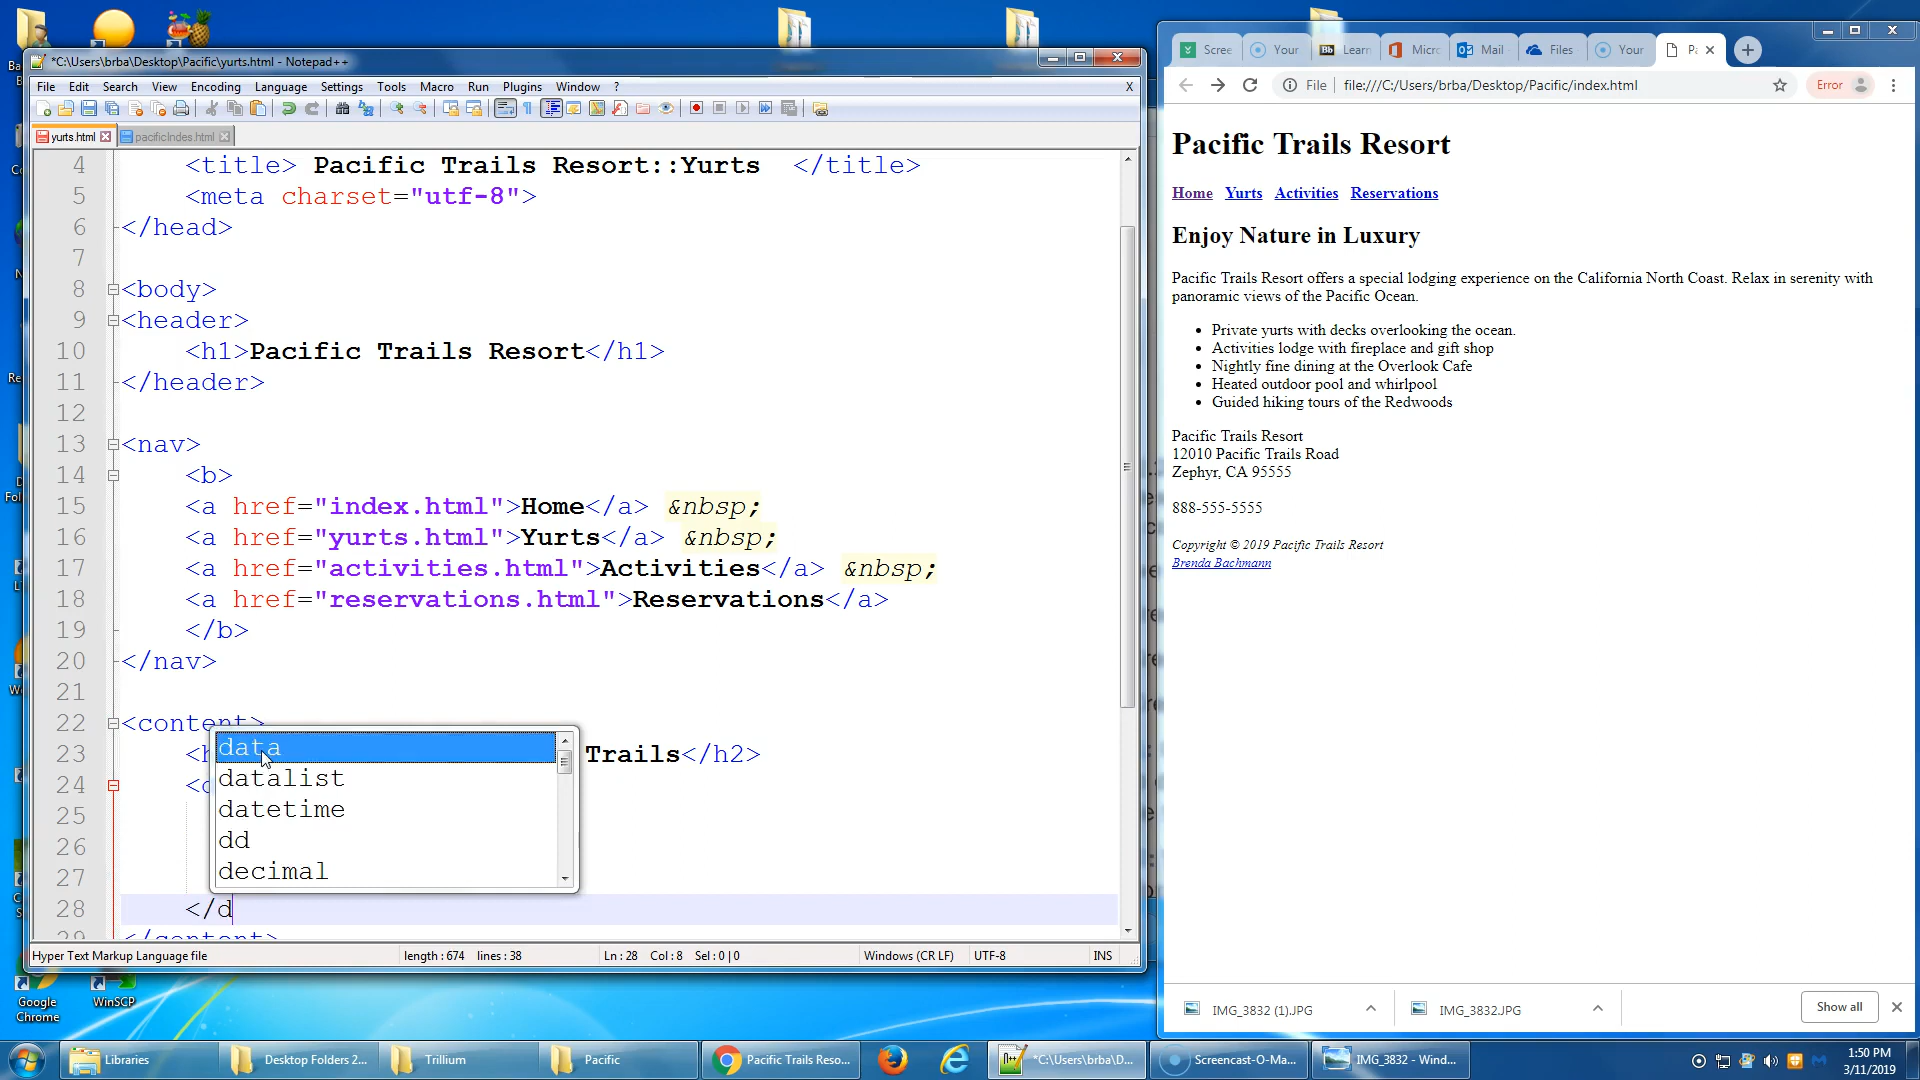 *C:\Users\brba\Desktop\Pacific\yurts.html - Notepad++
File Edit Search View Encoding Language Settings Tools Macro Run Plugins Window ? X
yurts.html pacificIndes.html
4 <title> Pacific Trails Resort::Yurts </title>
5 <meta charset="utf-8">
6 </head>
7
8 <body>
9 <header>
10 <h1>Pacific Trails Resort</h1>
11 </header>
12
13 <nav>
14 <b>
15 <a href="index.html">Home</a> &nbsp;
16 <a href="yurts.html">Yurts</a> &nbsp;
17 <a href="activities.html">Activities</a> &nbsp;
18 <a href="reservations.html">Reservations</a>
19 </b>
20 </nav>
21
22 <content>
23 Trails</h2>
24
25
26
27
28 </d
data
datalist
datetime
dd
decimal
Hyper Text Markup Language file length : 674 lines : 38 Ln : 28 Col : 8 Sel : 0 | 0 Windows (CR LF) UTF-8 INS
Scree Your Learn Micro Mail Files Your Pa
File file:///C:/Users/brba/Desktop/Pacific/index.html Error
Pacific Trails Resort
Home Yurts Activities Reservations
Enjoy Nature in Luxury
Pacific Trails Resort offers a special lodging experience on the California North Coast. Relax in serenity with
panoramic views of the Pacific Ocean.
Private yurts with decks overlooking the ocean.
Activities lodge with fireplace and gift shop
Nightly fine dining at the Overlook Cafe
Heated outdoor pool and whirlpool
Guided hiking tours of the Redwoods
Pacific Trails Resort
12010 Pacific Trails Road
Zephyr, CA 95555
888-555-5555
Copyright © 2019 Pacific Trails Resort
Brenda Bachmann
IMG_3832 (1).JPG IMG_3832.JPG Show all
Google
Chrome
WinSCP
Libraries Desktop Folders 2... Trillium Pacific Pacific Trails Reso... *C:\Users\brba\D... Screencast-O-Ma... IMG_3832 - Wind...
1:50 PM
3/11/2019